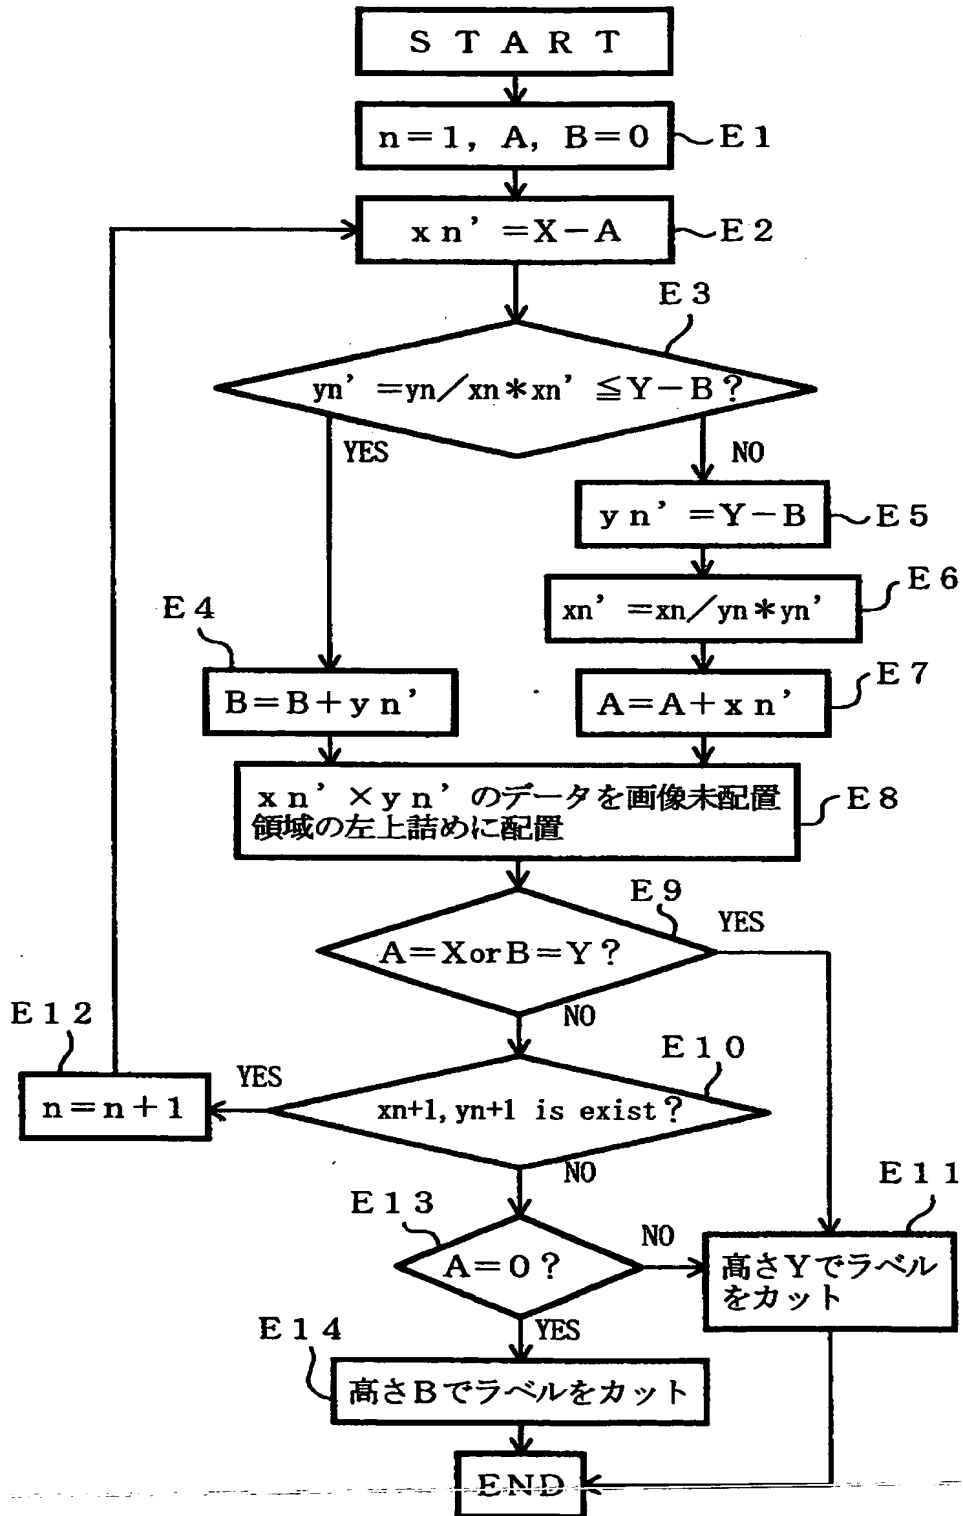 START
n=1, A, B=0
E1
xn'=X-A
E2
E3
yn'=yn/xn*xn'≦Y-B?
YES
NO
yn'=Y-B
E5
xn'=xn/yn*yn'
E6
E4
B=B+yn'
A=A+xn'
E7
xn'×yn'のデータを画像未配置
領域の左上詰めに配置
E8
E9
A=XorB=Y?
YES
NO
E12
n=n+1
YES
E10
xn+1,yn+1 is exist?
NO
E13
A=0?
NO
E11
高さYでラベル
をカット
YES
E14
高さBでラベルをカット
END